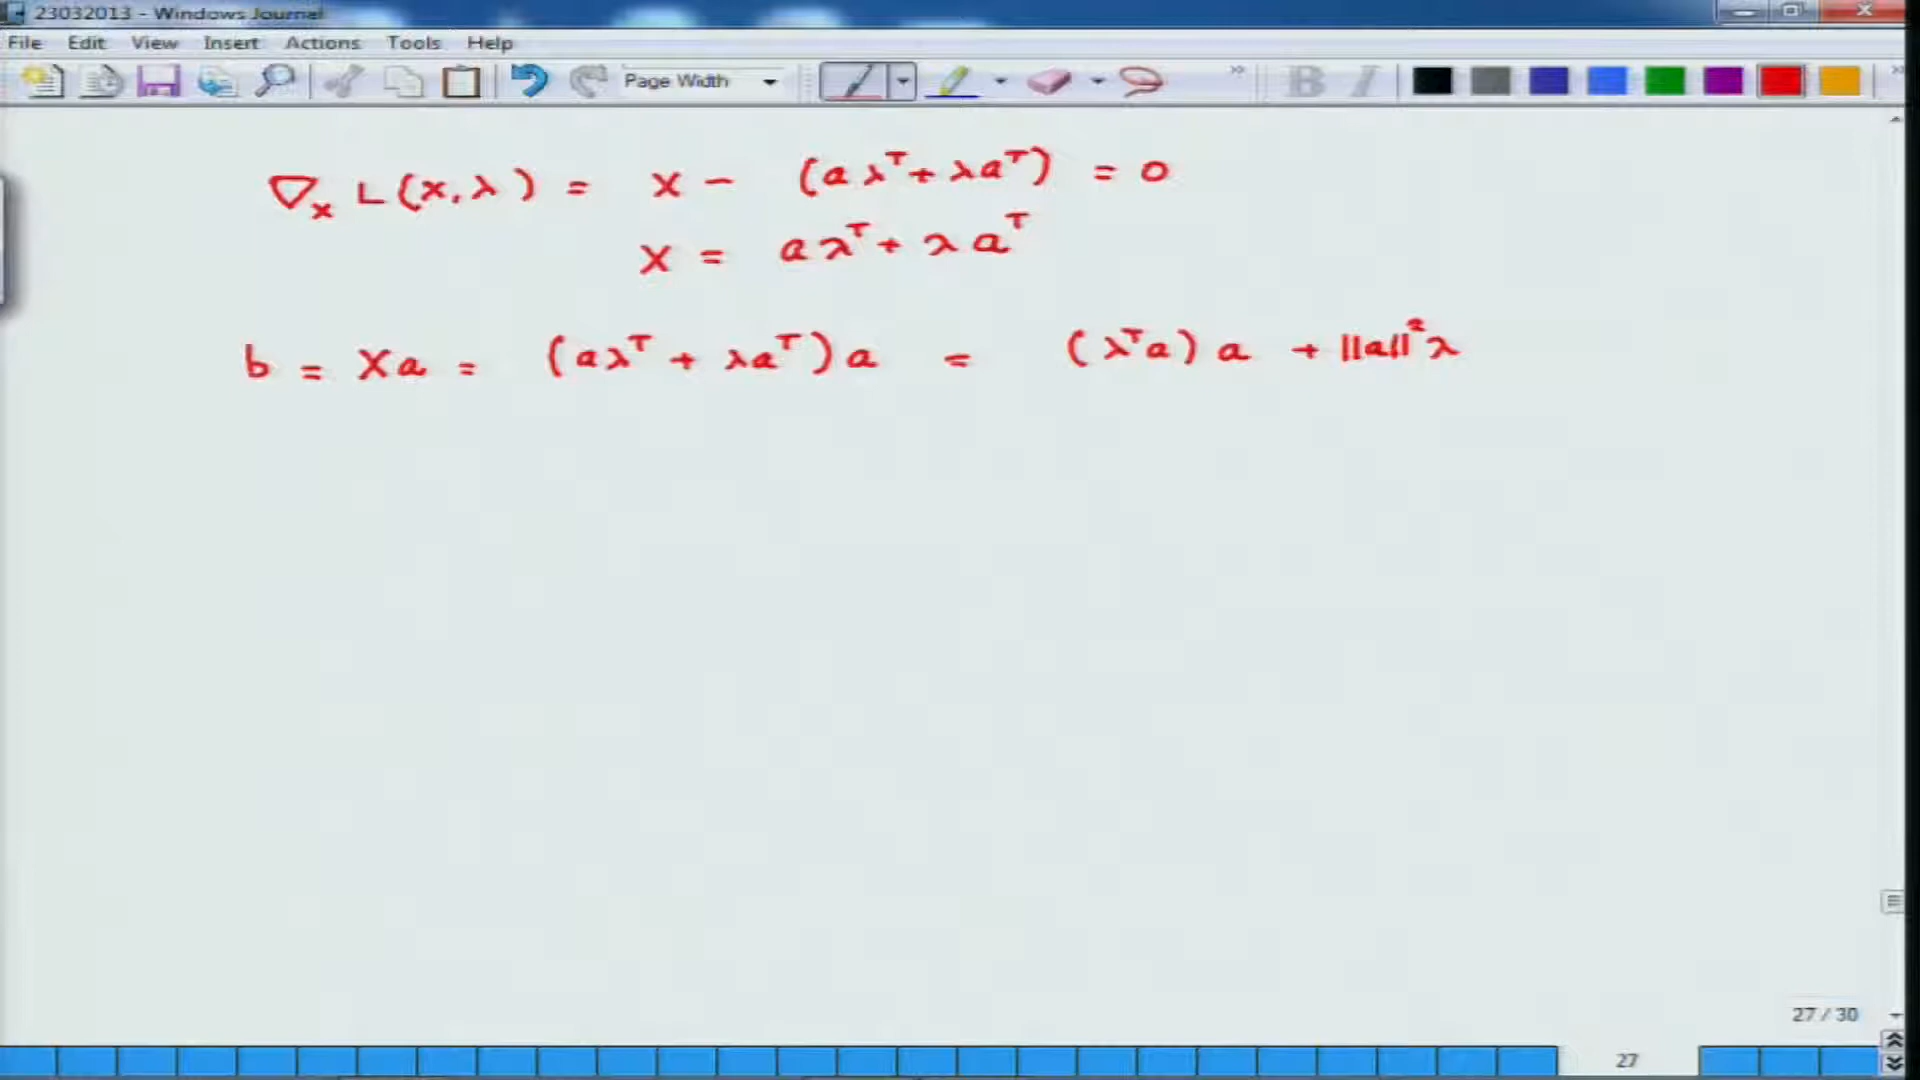 23032013 - Windows Journal
File Edit View Insert Actions Tools Help
Page Width B I
∇ₓ L(x,λ) = X - (aλᵀ + λaᵀ) = 0
X = aλᵀ + λaᵀ
b = Xa = (aλᵀ + λaᵀ)a = (λᵀa)a + ||a||²λ
27 / 30
27